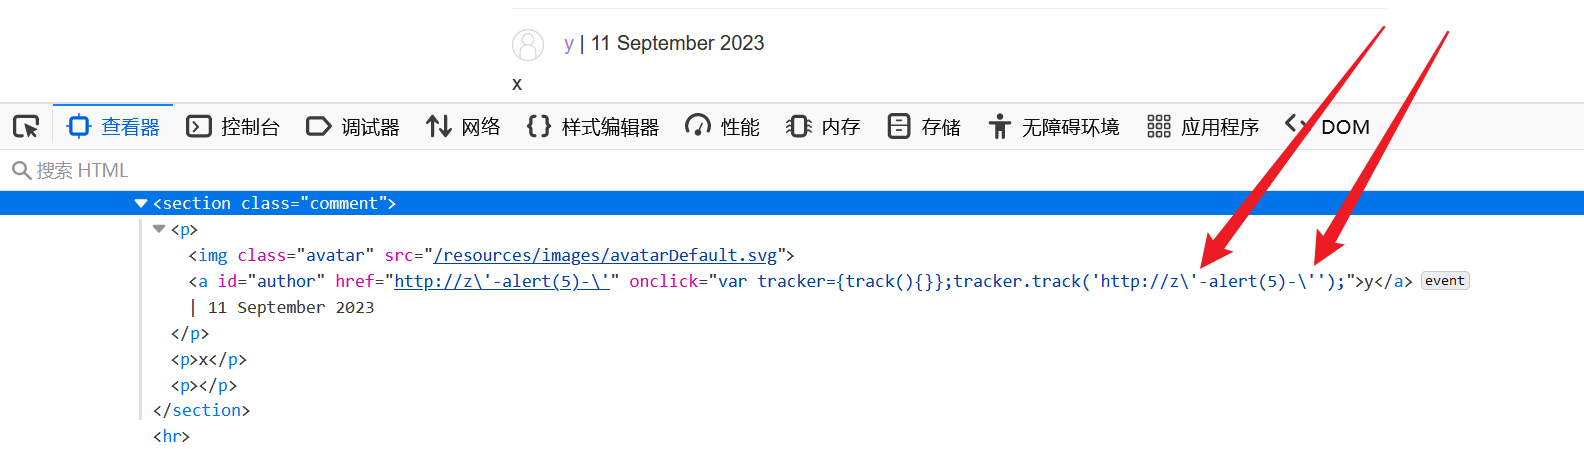 y | 11 September 2023
x
查看器 控制台 调试器 网络 样式编辑器 性能 内存 存储 无障碍环境 应用程序 DOM
搜索 HTML
<section class="comment">
<p>
<img class="avatar" src="/resources/images/avatarDefault.svg">
<a id="author" href="http://z\'-alert(5)-\'" onclick="var tracker={track(){}};tracker.track('http://z\'-alert(5)-\'');">y</a> event
| 11 September 2023
</p>
<p>x</p>
<p></p>
</section>
<hr>